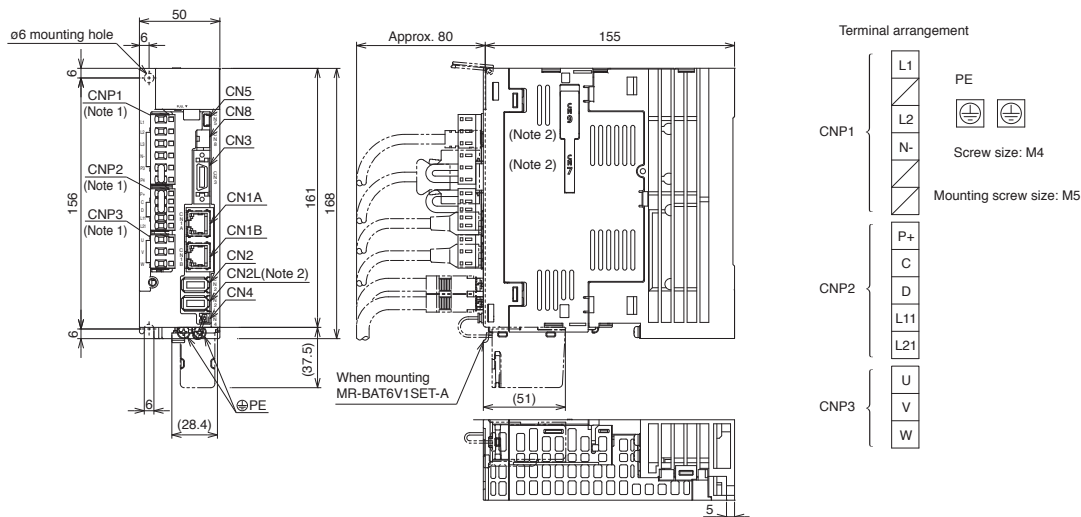 50
ø6 mounting hole
6
6
CNP1
(Note 1)
CNP2
(Note 1)
CNP3
(Note 1)
156
6
6
CN5
CN8
CN3
CN1A
CN1B
CN2
CN2L(Note 2)
CN4
161
168
(37.5)
PE
(28.4)
Approx. 80
155
(Note 2)
(Note 2)
When mounting
MR-BAT6V1SET-A
(51)
5
Terminal arrangement
CNP1
L1
L2
N-
PE
Screw size: M4
Mounting screw size: M5
CNP2
P+
C
D
L11
L21
CNP3
U
V
W